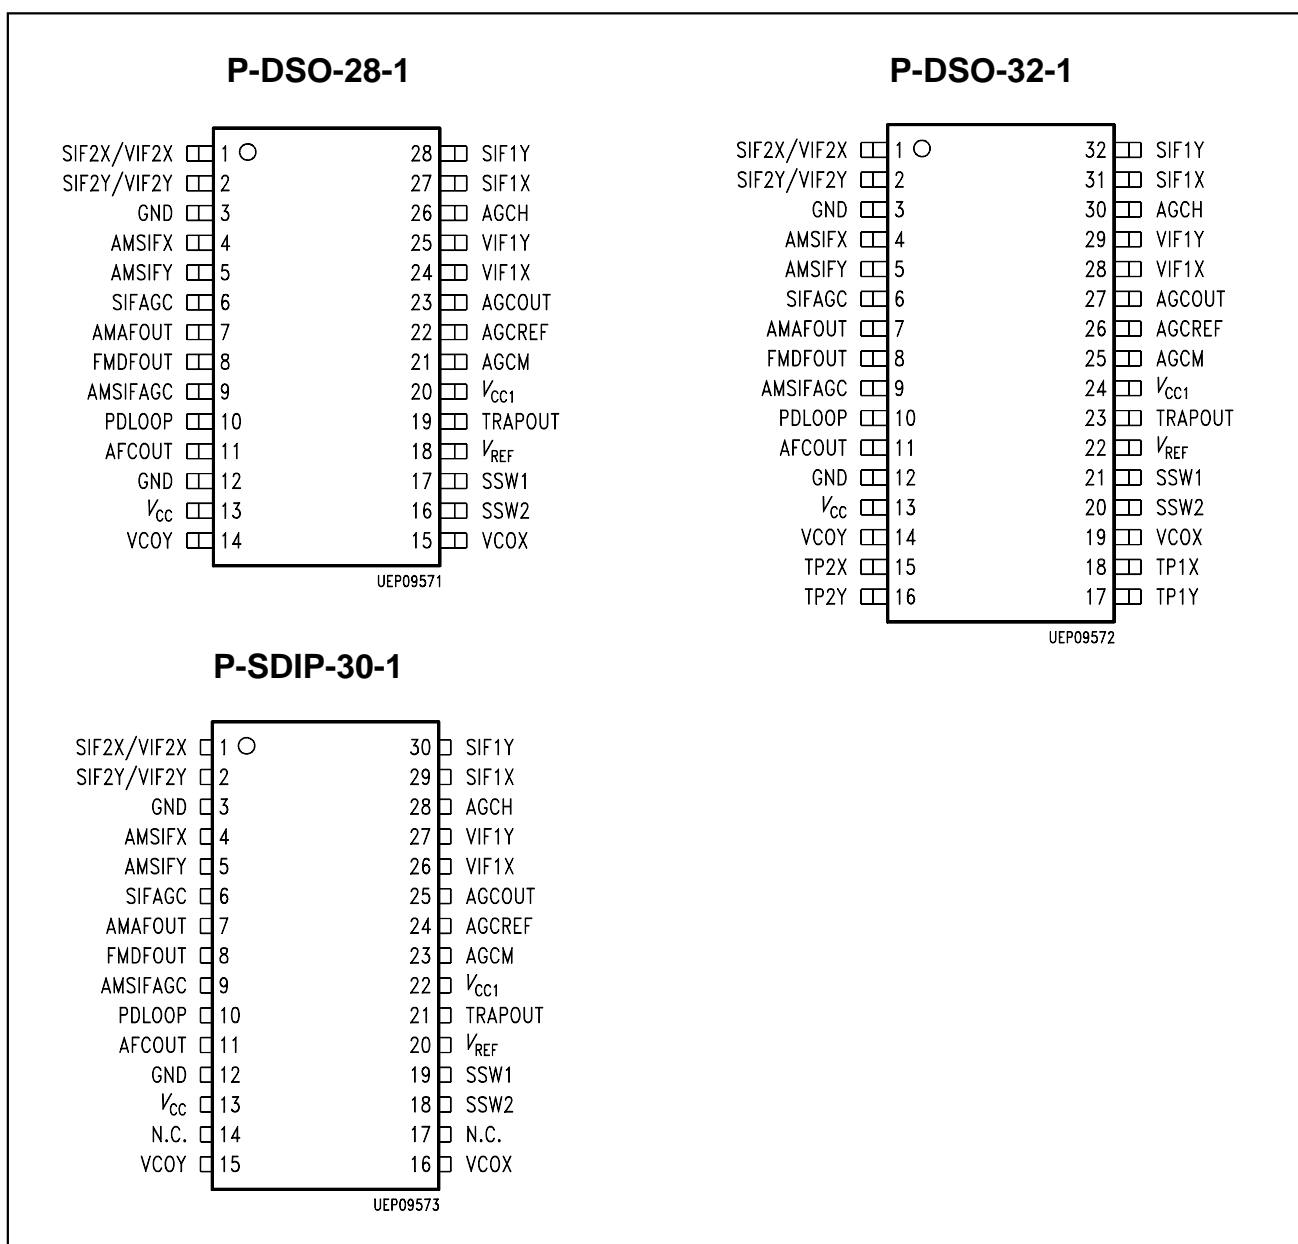 P-DSO-28-1
SIF2X/VIF2X 1 28 SIF1Y
SIF2Y/VIF2Y 2 27 SIF1X
GND 3 26 AGCH
AMSIFX 4 25 VIF1Y
AMSIFY 5 24 VIF1X
SIFAGC 6 23 AGCOUT
AMAFOUT 7 22 AGCREF
FMDFOUT 8 21 AGCM
AMSIFAGC 9 20 VCC1
PDLOOP 10 19 TRAPOUT
AFCOUT 11 18 VREF
GND 12 17 SSW1
VCC 13 16 SSW2
VCOY 14 15 VCOX
UEP09571
P-DSO-32-1
SIF2X/VIF2X 1 32 SIF1Y
SIF2Y/VIF2Y 2 31 SIF1X
GND 3 30 AGCH
AMSIFX 4 29 VIF1Y
AMSIFY 5 28 VIF1X
SIFAGC 6 27 AGCOUT
AMAFOUT 7 26 AGCREF
FMDFOUT 8 25 AGCM
AMSIFAGC 9 24 VCC1
PDLOOP 10 23 TRAPOUT
AFCOUT 11 22 VREF
GND 12 21 SSW1
VCC 13 20 SSW2
VCOY 14 19 VCOX
TP2X 15 18 TP1X
TP2Y 16 17 TP1Y
UEP09572
P-SDIP-30-1
SIF2X/VIF2X 1 30 SIF1Y
SIF2Y/VIF2Y 2 29 SIF1X
GND 3 28 AGCH
AMSIFX 4 27 VIF1Y
AMSIFY 5 26 VIF1X
SIFAGC 6 25 AGCOUT
AMAFOUT 7 24 AGCREF
FMDFOUT 8 23 AGCM
AMSIFAGC 9 22 VCC1
PDLOOP 10 21 TRAPOUT
AFCOUT 11 20 VREF
GND 12 19 SSW1
VCC 13 18 SSW2
N.C. 14 17 N.C.
VCOY 15 16 VCOX
UEP09573